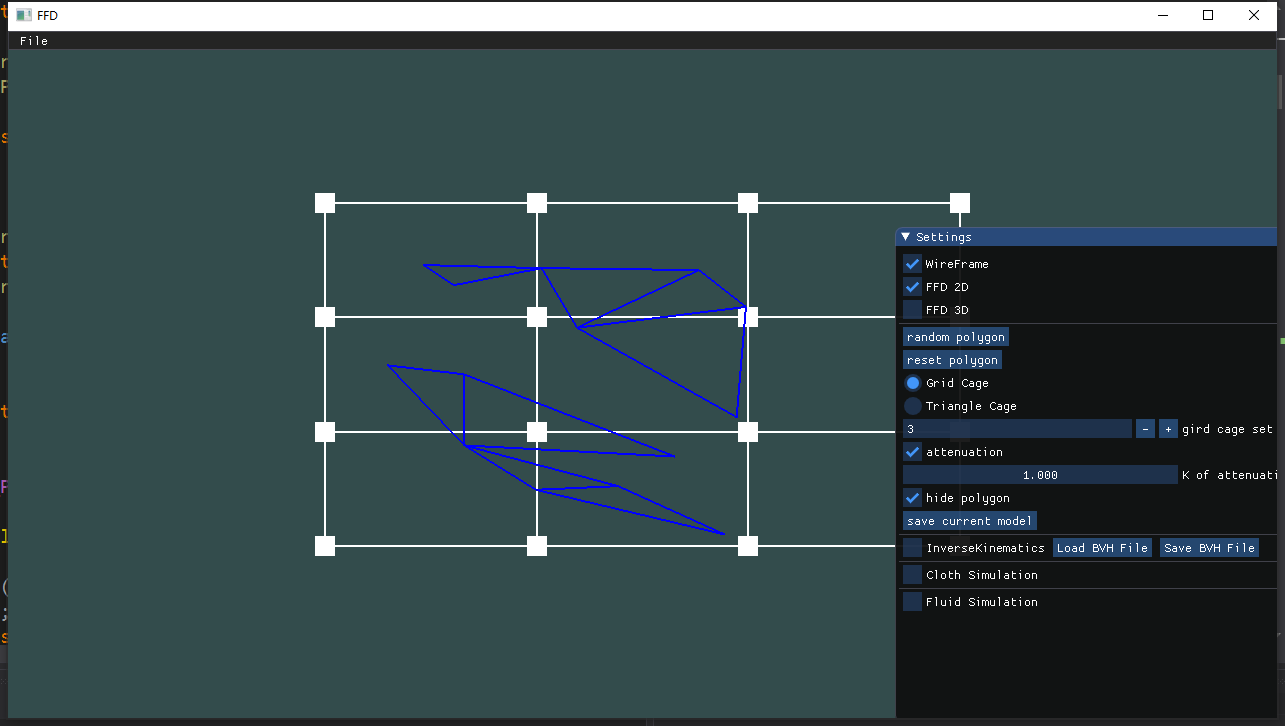 FFD
File
Settings
WireFrame
FFD 2D
FFD 3D
random polygon
reset polygon
Grid Cage
Triangle Cage
3 - + gird cage set
attenuation
1.000 K of attenuati
hide polygon
save current model
InverseKinematics Load BVH File Save BVH File
Cloth Simulation
Fluid Simulation